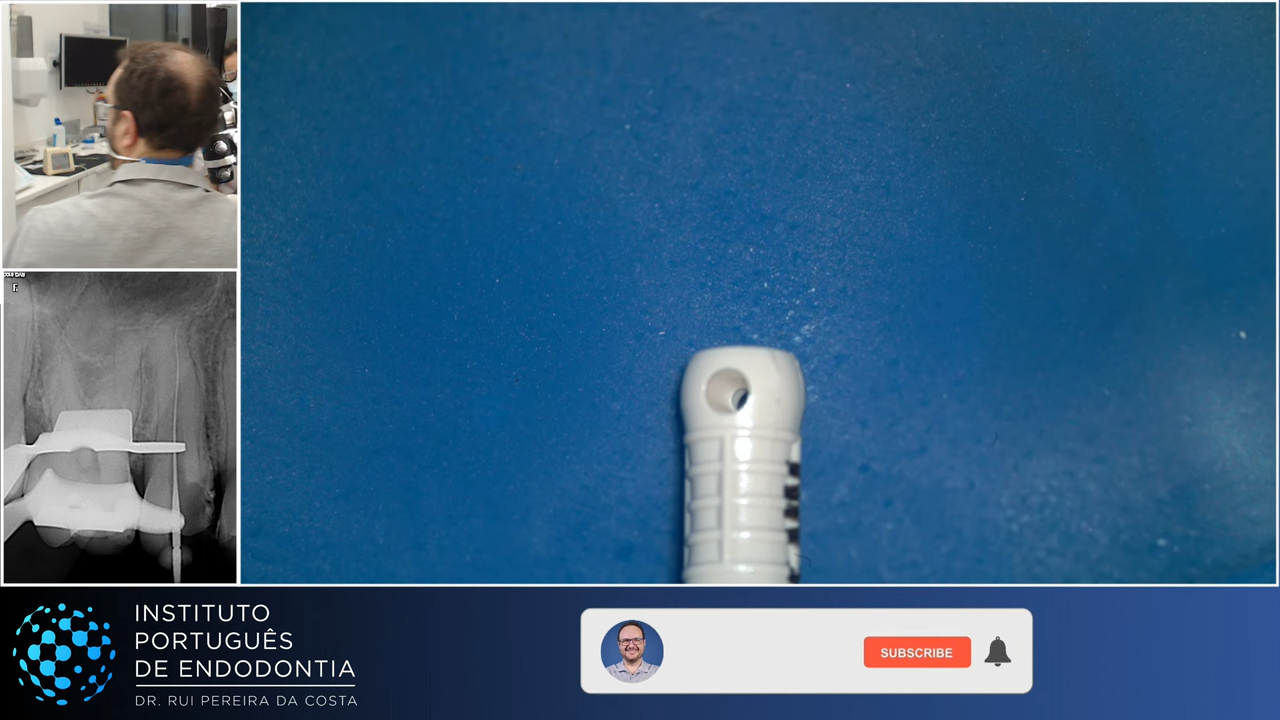 INSTITUTO
PORTUGUÊS
DE ENDODONTIA
DR. RUI PEREIRA DA COSTA
SUBSCRIBE